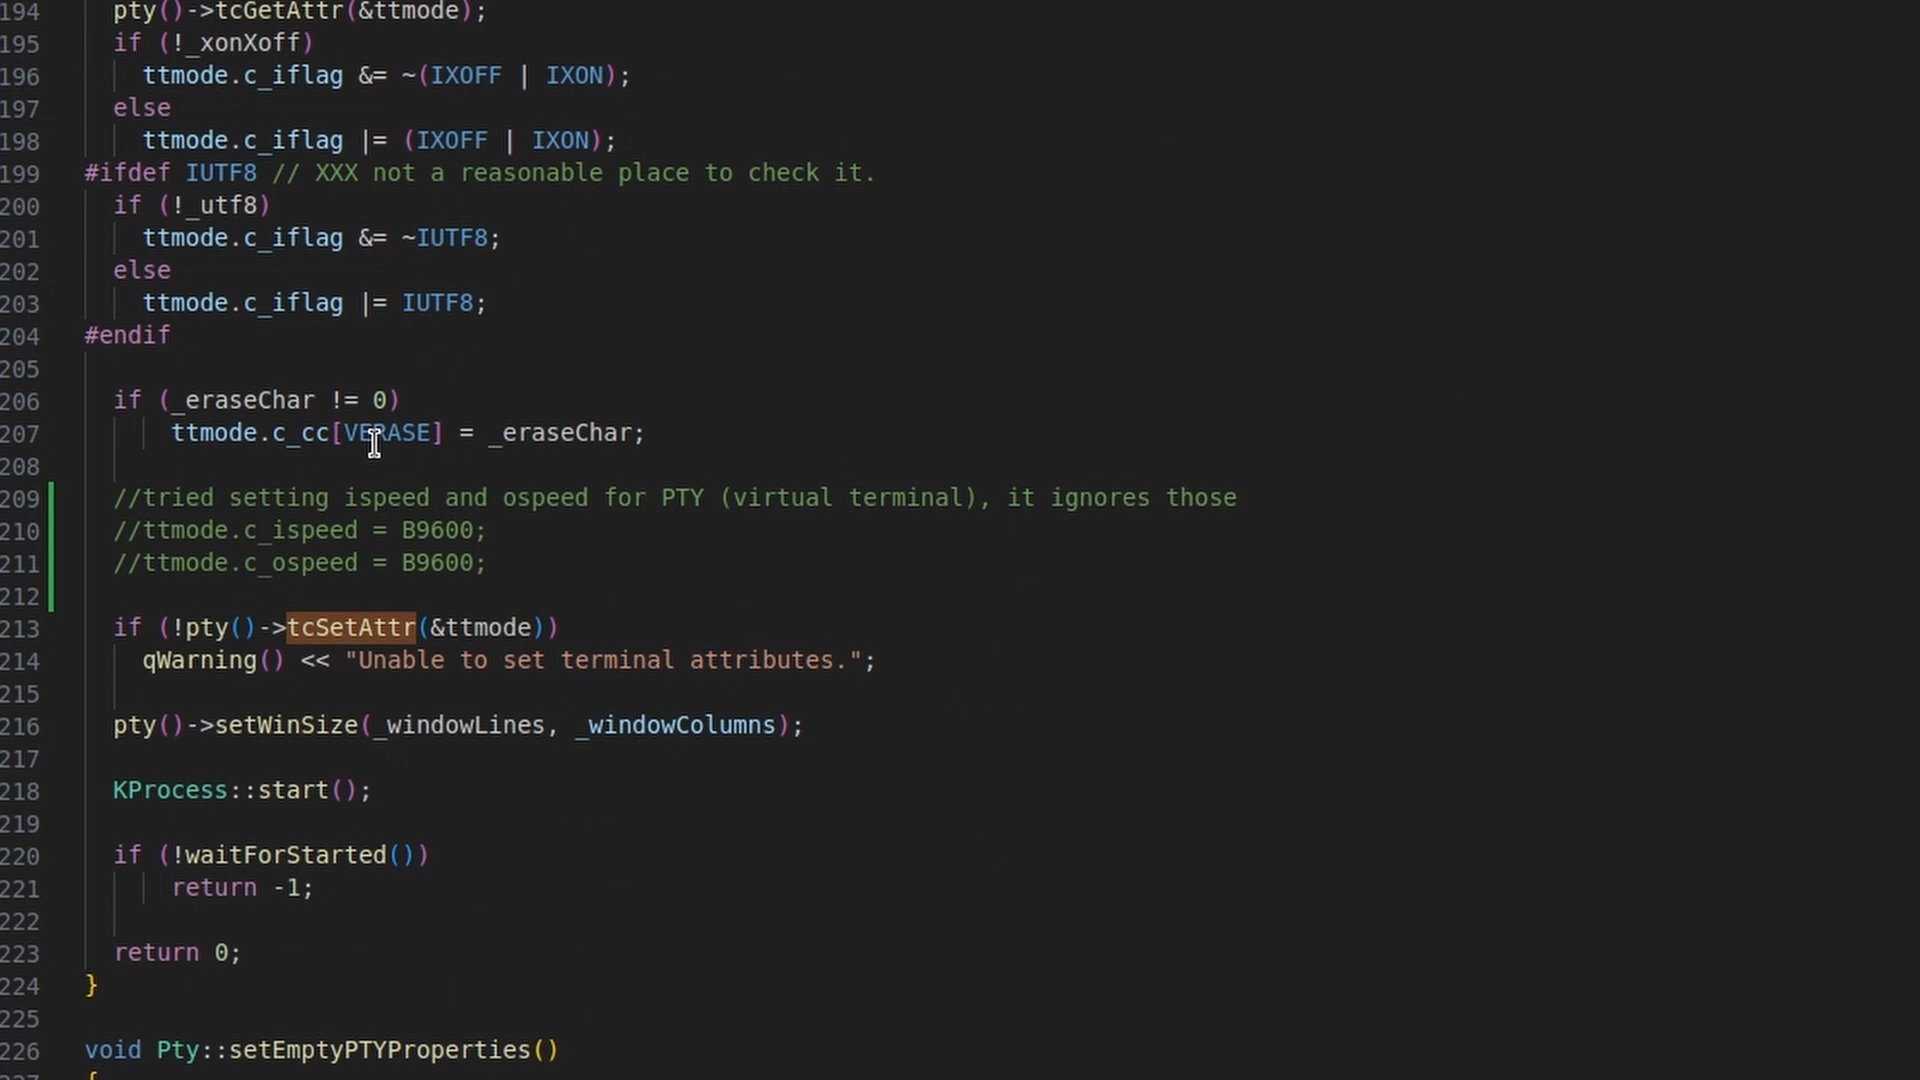 194 pty()->tcGetAttr(&ttmode);
195 if (!_xonXoff)
196 ttmode.c_iflag &= ~(IXOFF | IXON);
197 else
198 ttmode.c_iflag |= (IXOFF | IXON);
199 #ifdef IUTF8 // XXX not a reasonable place to check it.
200 if (!_utf8)
201 ttmode.c_iflag &= ~IUTF8;
202 else
203 ttmode.c_iflag |= IUTF8;
204 #endif
205
206 if (_eraseChar != 0)
207 ttmode.c_cc[VERASE] = _eraseChar;
208
209 //tried setting ispeed and ospeed for PTY (virtual terminal), it ignores those
210 //ttmode.c_ispeed = B9600;
211 //ttmode.c_ospeed = B9600;
212
213 if (!pty()->tcSetAttr(&ttmode))
214 qWarning() << "Unable to set terminal attributes.";
215
216 pty()->setWinSize(_windowLines, _windowColumns);
217
218 KProcess::start();
219
220 if (!waitForStarted())
221 return -1;
222
223 return 0;
224 }
225
226 void Pty::setEmptyPTYProperties()
227 {